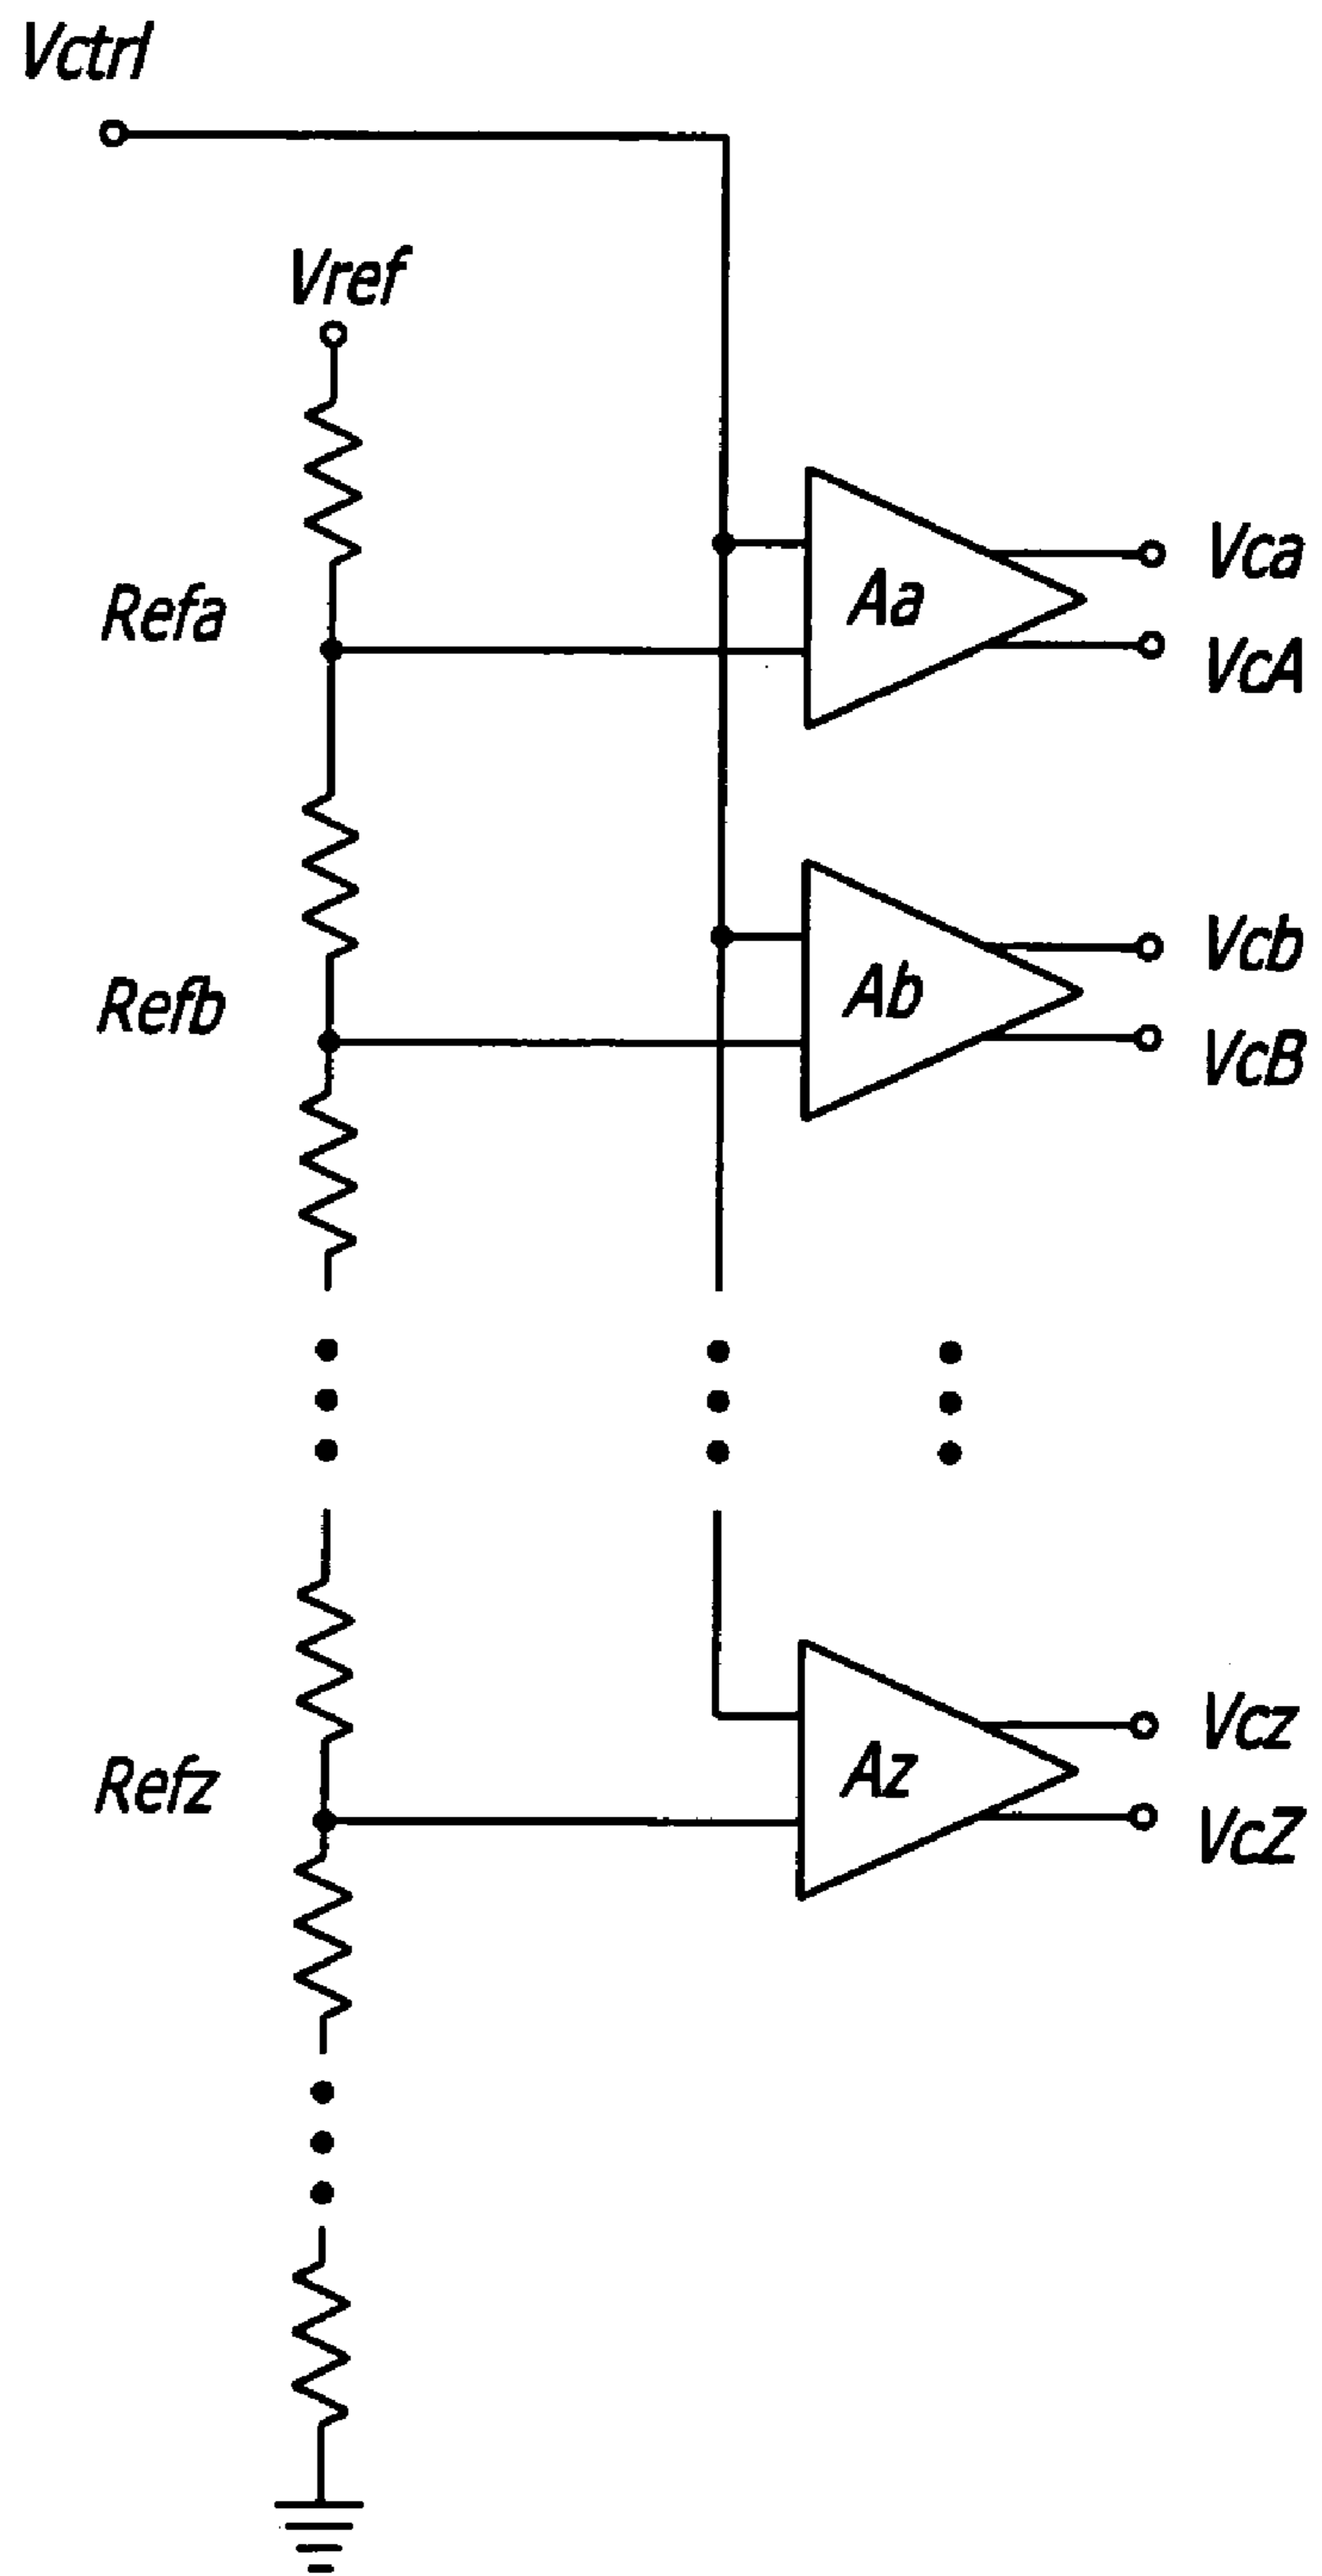 Vctrl
Vref
Refa
Aa
Vca
VcA
Refb
Ab
Vcb
VcB
Refz
Az
Vcz
VcZ